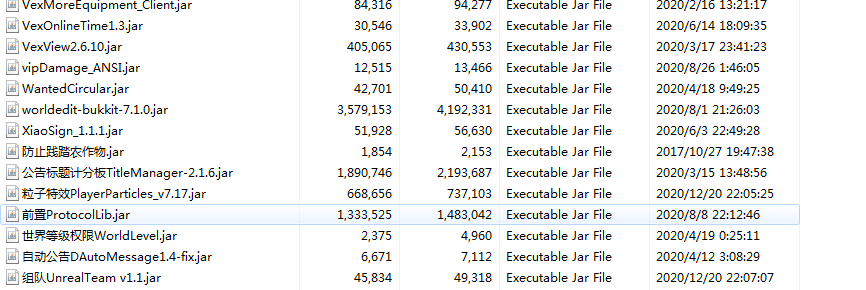 VexMoreEquipment_Client.jar 84,316 94,277 Executable Jar File 2020/2/16 13:21:17
VexOnlineTime1.3.jar 30,546 33,902 Executable Jar File 2020/6/14 18:09:35
VexView2.6.10.jar 405,065 430,553 Executable Jar File 2020/3/17 23:41:23
vipDamage_ANSI.jar 12,515 13,466 Executable Jar File 2020/8/26 1:46:05
WantedCircular.jar 42,701 50,410 Executable Jar File 2020/4/18 9:49:25
worldedit-bukkit-7.1.0.jar 3,579,153 4,192,331 Executable Jar File 2020/8/1 21:26:03
XiaoSign_1.1.1.jar 51,928 56,630 Executable Jar File 2020/6/3 22:49:28
防止践踏农作物.jar 1,854 2,153 Executable Jar File 2017/10/27 19:47:38
公告标题计分板TitleManager-2.1.6.jar 1,890,746 2,193,687 Executable Jar File 2020/3/15 13:48:56
粒子特效PlayerParticles_v7.17.jar 668,656 737,103 Executable Jar File 2020/12/20 22:05:25
前置ProtocolLib.jar 1,333,525 1,483,042 Executable Jar File 2020/8/8 22:12:46
世界等级权限WorldLevel.jar 2,375 4,960 Executable Jar File 2020/4/19 0:25:11
自动公告DAutoMessage1.4-fix.jar 6,671 7,112 Executable Jar File 2020/4/12 3:08:29
组队UnrealTeam v1.1.jar 45,834 49,318 Executable Jar File 2020/12/20 22:07:07